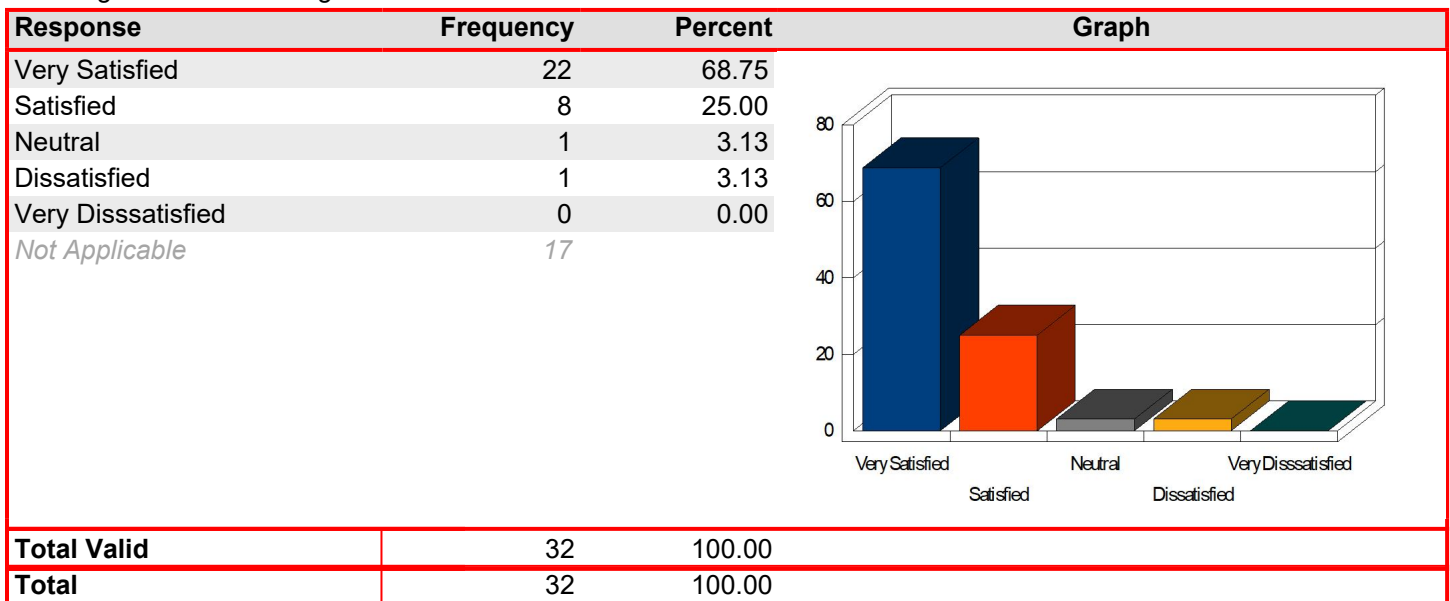 Response Frequency Percent Graph
Very Satisfied 22 68.75
Satisfied 8 25.00
Neutral 1 3.13
Dissatisfied 1 3.13
Very Disssatisfied 0 0.00
Not Applicable 17
80
60
40
20
0
Very Satisfied Neutral Very Disssatisfied
Satisfied Dissatisfied
Total Valid 32 100.00
Total 32 100.00